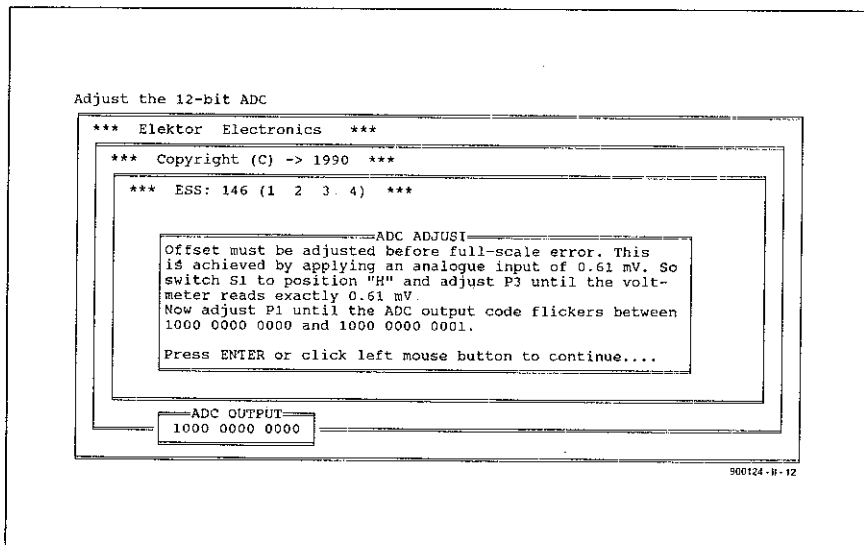 Adjust the 12-bit ADC
*** Elektor Electronics ***
*** Copyright (C) -> 1990 ***
*** ESS: 146 (1 2 3 4) ***
ADC ADJUST
Offset must be adjusted before full-scale error. This
is achieved by applying an analogue input of 0.61 mV. So
switch S1 to position "H" and adjust P3 until the volt-
meter reads exactly 0.61 mV.
Now adjust P1 until the ADC output code flickers between
1000 0000 0000 and 1000 0000 0001.
Press ENTER or click left mouse button to continue....
ADC OUTPUT
1000 0000 0000
900124-II-12